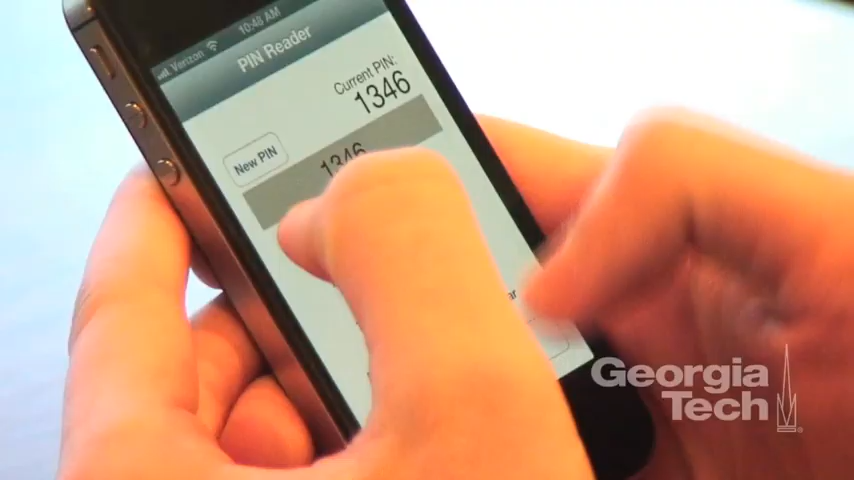 Verizon 10:48 AM
PIN Reader
Current PIN:
1346
New PIN
1346
Georgia
Tech